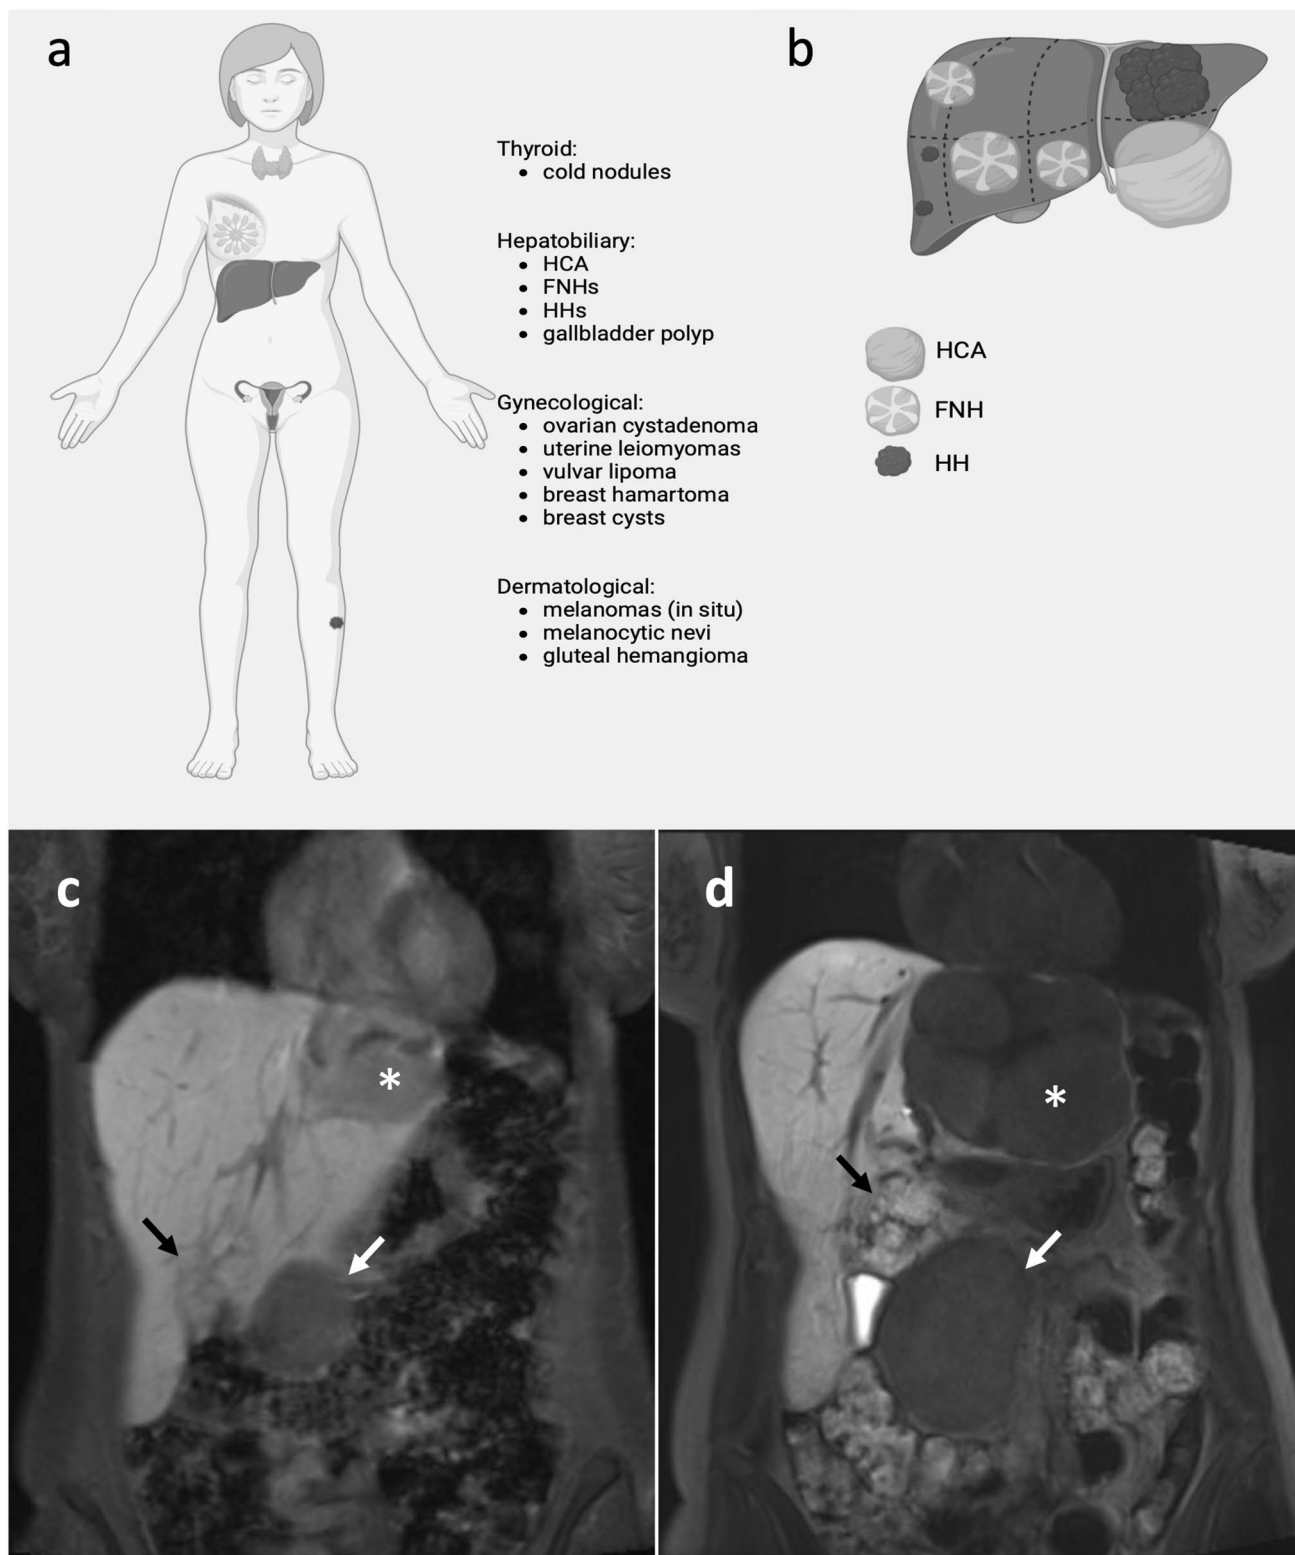 a
Thyroid:
• cold nodules
Hepatobiliary:
• HCA
• FNHs
• HHs
• gallbladder polyp
Gynecological:
• ovarian cystadenoma
• uterine leiomyomas
• vulvar lipoma
• breast hamartoma
• breast cysts
Dermatological:
• melanomas (in situ)
• melanocytic nevi
• gluteal hemangioma
b
HCA
FNH
HH
c
*
d
*